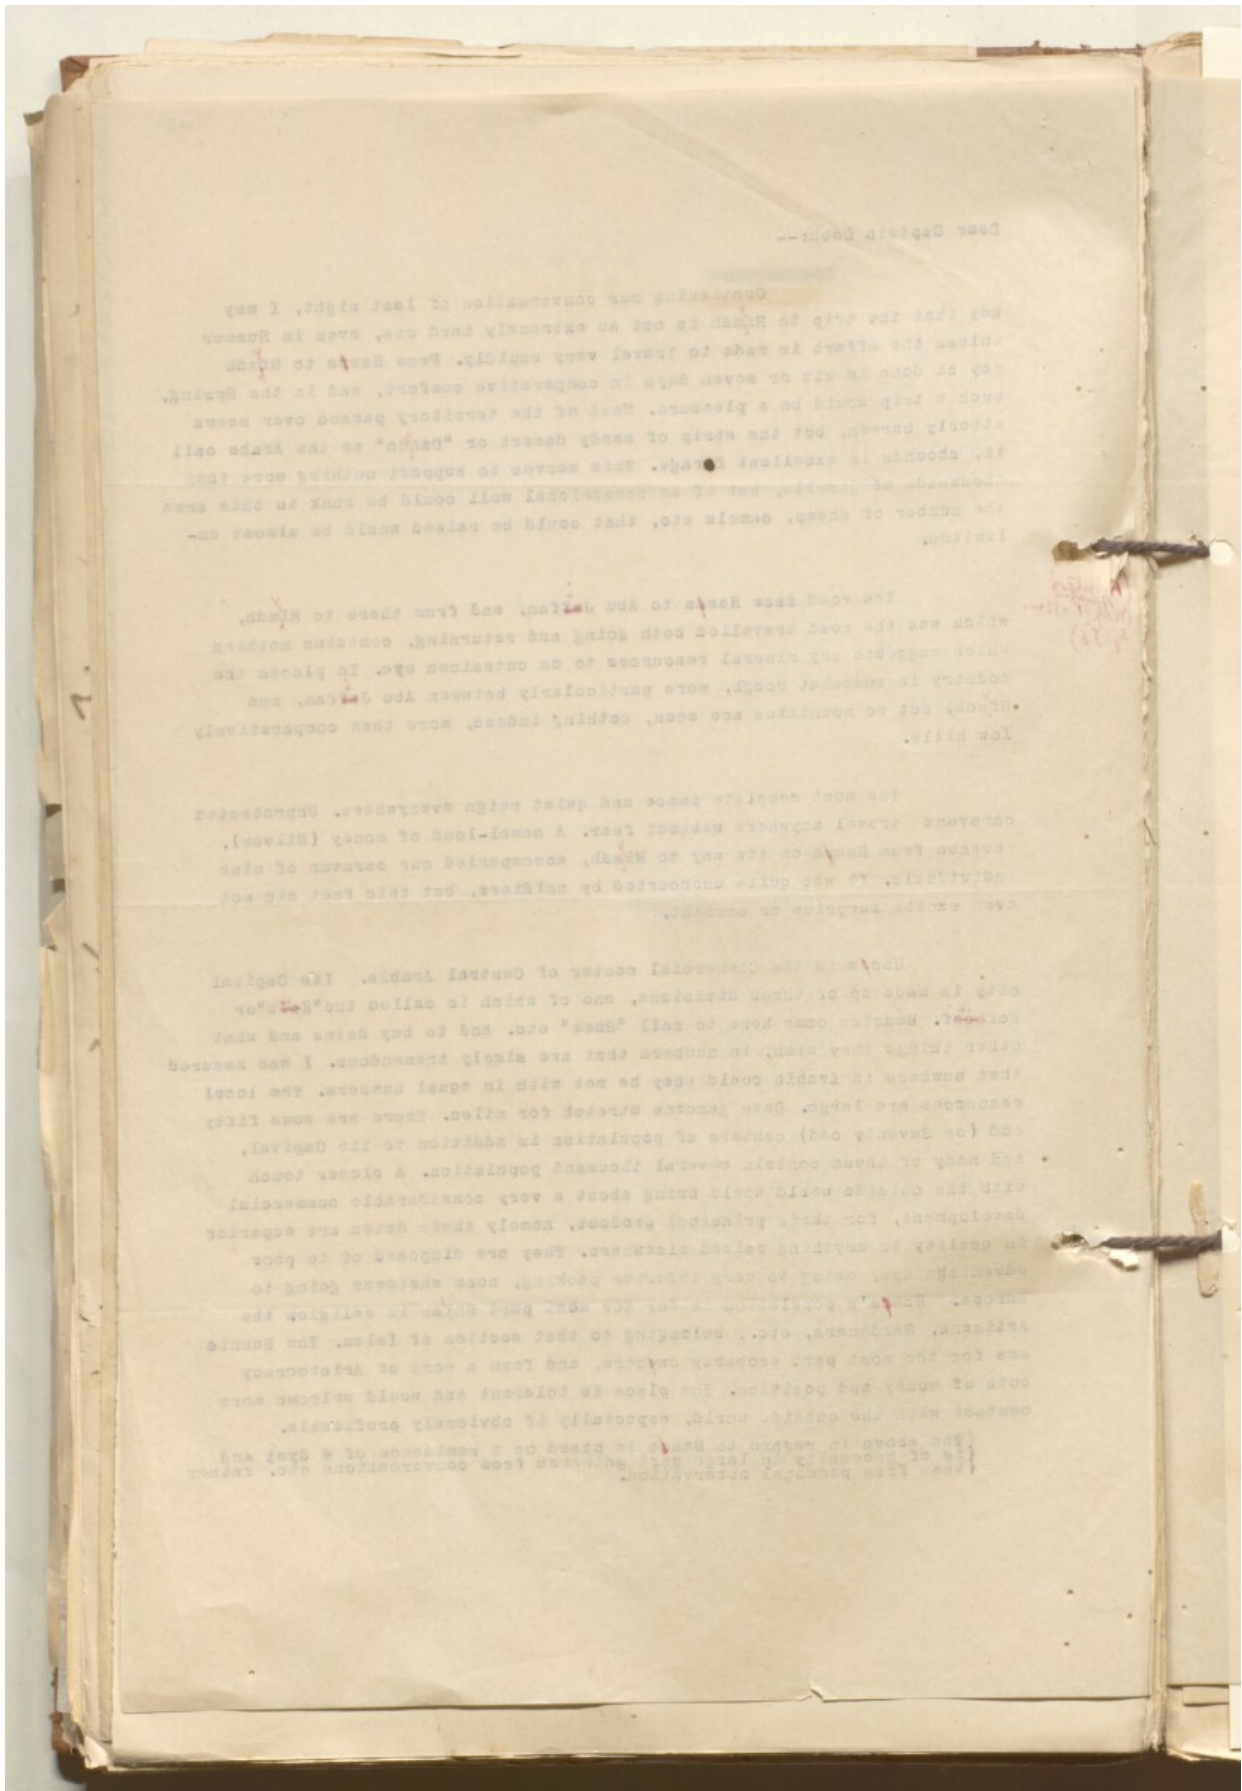 Dear Captain
Continuing our conversation of last night, I may
say that the trip to Riadh is not an extremely hard one, even in Summer
unless the effort is made to travel very rapidly. From Hassa to Riadh
may be done in six or seven days in comparative comfort, and in the Spring,
such a trip would be a pleasure. Most of the territory passed over seems
utterly barren, but the strip of sandy desert or "Dahna" as the Arabs call
it, abounds in excellent forage. This serves to support nothing more than
thousands of gazelle, but if an occasional well could be sunk in this area
the number of sheep, camels etc, that could be raised would be almost un-
limited.
The road from Hassa to Abu Jaffan, and from there to Riadh,
which was the road travelled both going and returning, contains nothing
which suggests any mineral resources to an untrained eye. In places the
country is somewhat rough, more particularly between Abu Jaffan, and
Riadh, but no mountains are seen, nothing indeed, more than comparatively
low hills.
The most complete peace and quiet reign everywhere. Unprotected
caravans travel anywhere without fear. A camel-load of money (Silver),
revenue from Hassa on its way to Riadh, accompanied our caravan of nine
individuals. It was quite unescorted by soldiers, but this fact did not
even excite surprise or comment.
Hassa is the Commercial center of Central Arabia. Its Capital
city is made up of three divisions, one of which is called the "Kut" or
Bedouins come here to sell "Ghee" etc. and to buy dates and what
other things they wish, in numbers that are simply tremendous. I was assured
that nowhere in Arabia could they be met with in equal numbers. The local
resources are large. Date gardens stretch for miles. There are some fifty
odd (or Seventy odd) centers of population in addition to the Capital,
and many of these contain several thousand population. A closer touch
with the outside world would bring about a very considerable commercial
development, for their principal product, namely their dates are superior
in quality to anything raised elsewhere. They are disposed of to poor
advantage now, owing to very inferior packing, none whatever going to
Europe. Hassa's population is for the most part Shiah in religion the
Artisans, Gardeners, etc., belonging to that section of Islam. The Sunnis
are for the most part property owners, and form a sort of Aristocracy
both of money and position. The place is tolerant and would welcome more
contact with the outside world, especially if obviously profitable.
(The above in regard to Hassa is based on a residence of 4 days and
(is of necessity in large part gathered from conversations etc. rather
(than from personal observation.